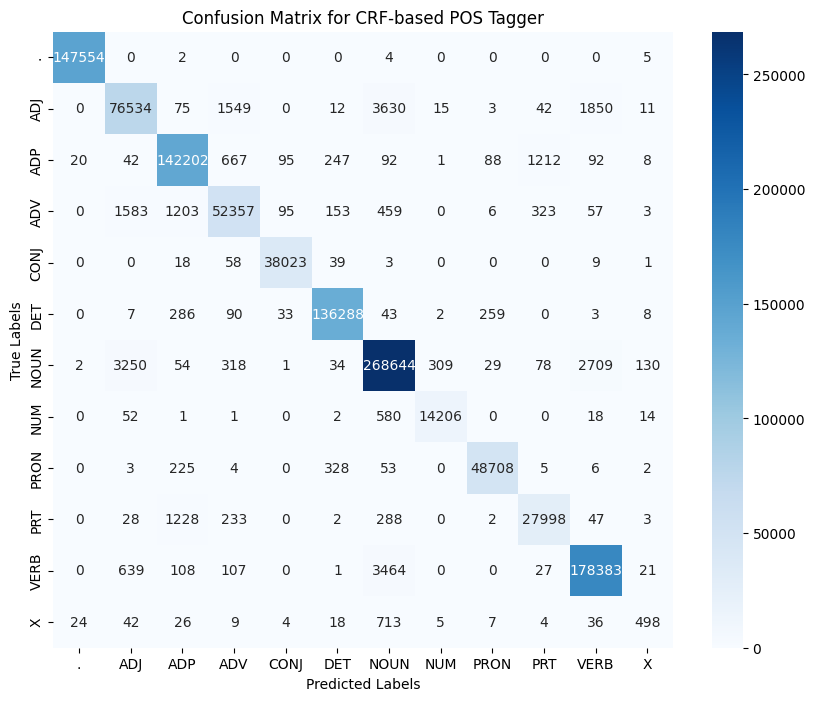 Confusion Matrix for CRF-based POS Tagger
. 147554 0 2 0 0 0 4 0 0 0 0 5
ADJ 0 76534 75 1549 0 12 3630 15 3 42 1850 11
ADP 20 42 142202 667 95 247 92 1 88 1212 92 8
ADV 0 1583 1203 52357 95 153 459 0 6 323 57 3
CONJ 0 0 18 58 38023 39 3 0 0 0 9 1
DET 0 7 286 90 33 136288 43 2 259 0 3 8
NOUN 2 3250 54 318 1 34 268644 309 29 78 2709 130
NUM 0 52 1 1 0 2 580 14206 0 0 18 14
PRON 0 3 225 4 0 328 53 0 48708 5 6 2
PRT 0 28 1228 233 0 2 288 0 2 27998 47 3
VERB 0 639 108 107 0 1 3464 0 0 27 178383 21
X 24 42 26 9 4 18 713 5 7 4 36 498
. ADJ ADP ADV CONJ DET NOUN NUM PRON PRT VERB X
Predicted Labels
True Labels
250000
200000
150000
100000
50000
0